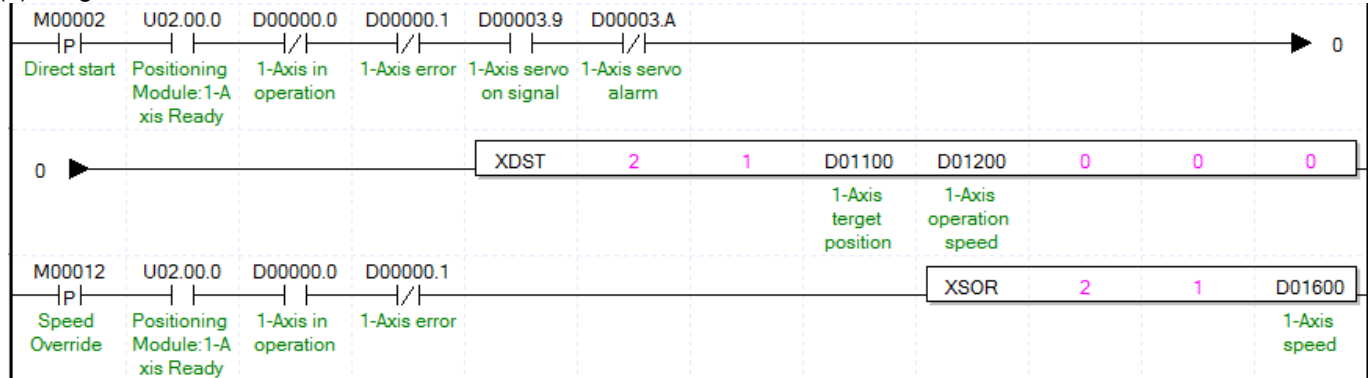 M00002 U02.00.0 D00000.0 D00000.1 D00003.9 D00003.A
P
0
Direct start Positioning 1-Axis in 1-Axis error 1-Axis servo 1-Axis servo
Module:1-A operation on signal alarm
xis Ready
0 XDST 2 1 D01100 D01200 0 0 0
1-Axis 1-Axis
terget operation
position speed
M00012 U02.00.0 D00000.0 D00000.1
P
XSOR 2 1 D01600
Speed Positioning 1-Axis in 1-Axis error 1-Axis
Override Module:1-A operation speed
xis Ready